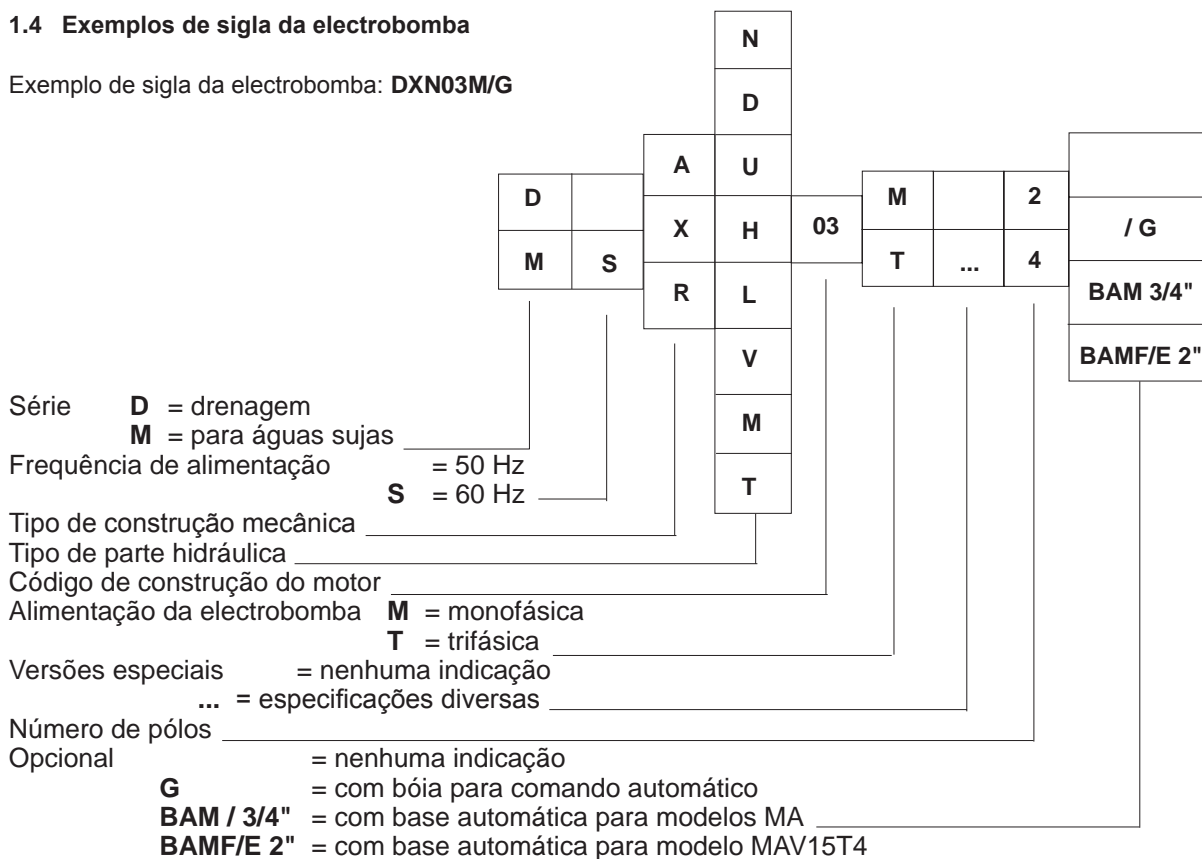 1.4 Exemplos de sigla da electrobomba
Exemplo de sigla da electrobomba: DXN03M/G
N
D
A U
D M 2
X H 03 / G
M S T ... 4
R L BAM 3/4"
V BAMF/E 2"
M
T
Série D = drenagem
M = para águas sujas
Frequência de alimentação = 50 Hz
S = 60 Hz
Tipo de construção mecânica
Tipo de parte hidráulica
Código de construção do motor
Alimentação da electrobomba M = monofásica
T = trifásica
Versões especiais = nenhuma indicação
... = especificações diversas
Número de pólos
Opcional = nenhuma indicação
G = com bóia para comando automático
BAM / 3/4" = com base automática para modelos MA
BAMF/E 2" = com base automática para modelo MAV15T4